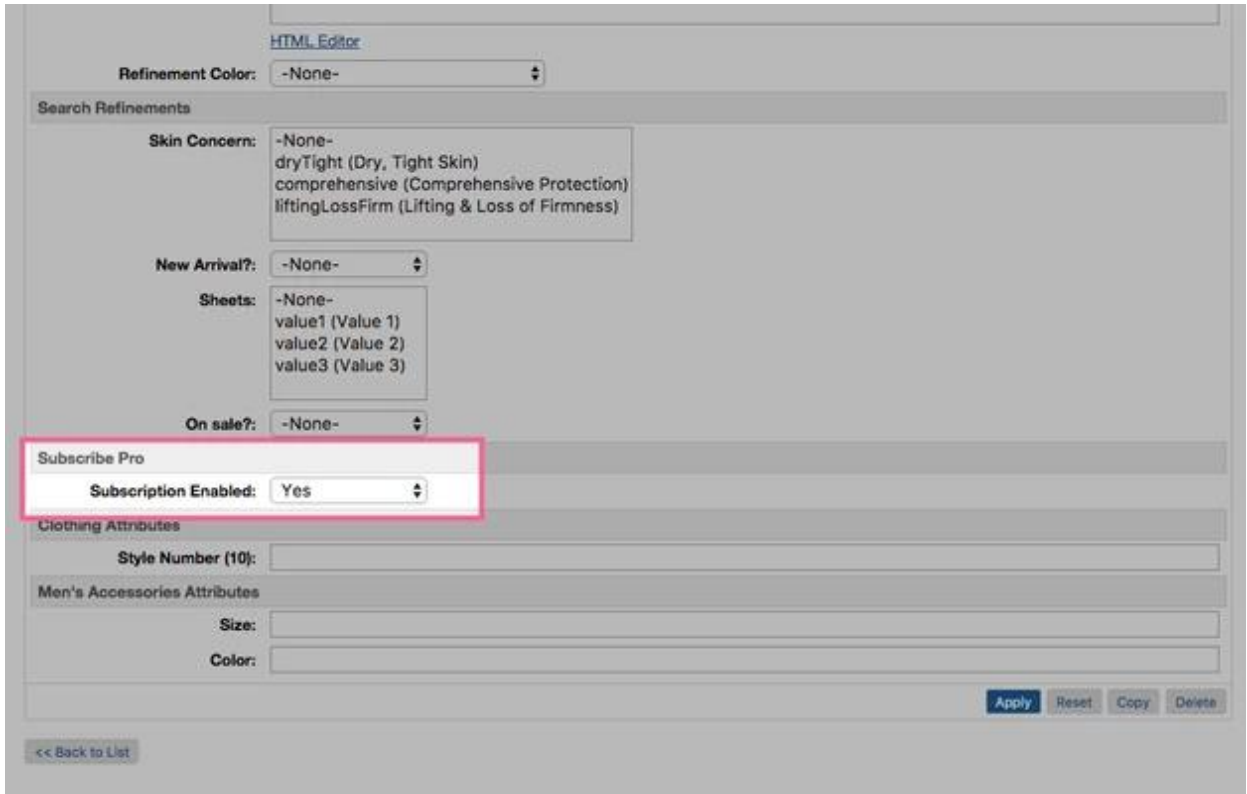 HTML Editor
Refinement Color: -None-
Search Refinements
Skin Concern: -None-
dryTight (Dry, Tight Skin)
comprehensive (Comprehensive Protection)
liftingLossFirm (Lifting & Loss of Firmness)
New Arrival?: -None-
Sheets: -None-
value1 (Value 1)
value2 (Value 2)
value3 (Value 3)
On sale?: -None-
Subscribe Pro
Subscription Enabled: Yes
Clothing Attributes
Style Number (10):
Men's Accessories Attributes
Size:
Color:
Apply Reset Copy Delete
<< Back to List